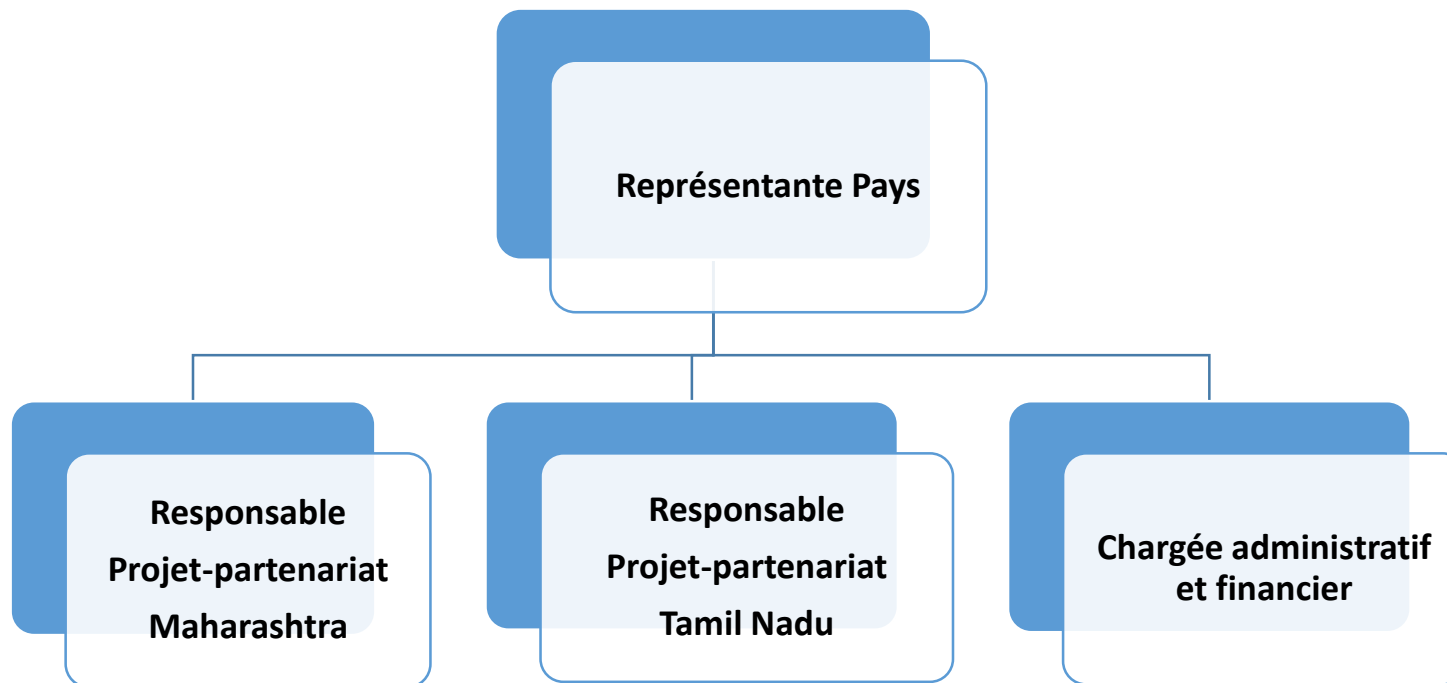 Représentante Pays
Responsable
Projet-partenariat
Maharashtra
Responsable
Projet-partenariat
Tamil Nadu
Chargée administratif
et financier